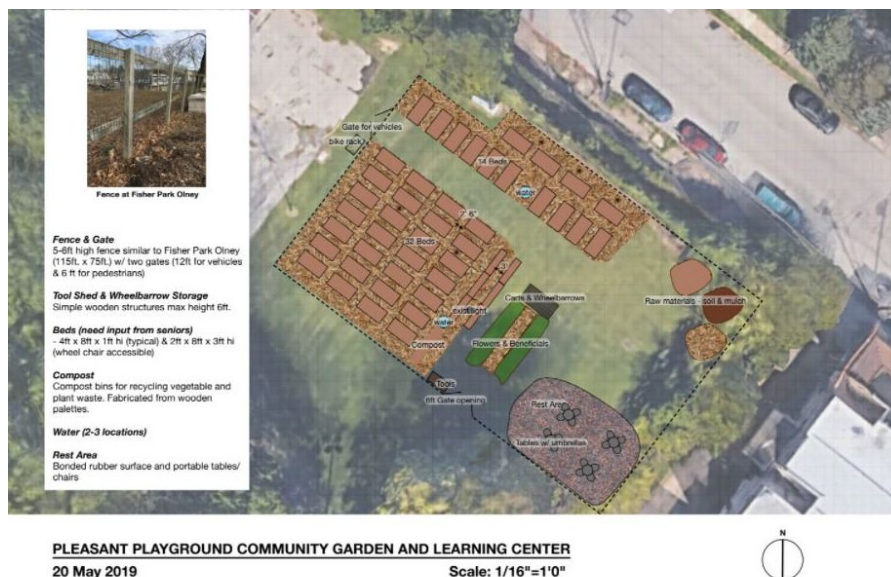 Fence at Fisher Park Olney
Fence & Gate
5-6ft high fence similar to Fisher Park Olney
(115ft. x 75ft.) w/ two gates (12ft for vehicles
& 6 ft for pedestrians)
Tool Shed & Wheelbarrow Storage
Simple wooden structures max height 6ft.
Beds (need input from seniors)
- 4ft x 8ft x 1ft hi (typical) & 2ft x 8ft x 3ft hi
(wheel chair accessible)
Compost
Compost bins for recycling vegetable and
plant waste. Fabricated from wooden
palettes.
Water (2-3 locations)
Rest Area
Bonded rubber surface and portable tables/
chairs
Gate for vehicles
bike rack
14 Beds
water
32 Beds
Carts & Wheelbarrows
Raw materials - soil & mulch
water
Compost
Flowers & Beneficials
Tools
6ft Gate opening
Rest Area
Tables w/ umbrellas
PLEASANT PLAYGROUND COMMUNITY GARDEN AND LEARNING CENTER
20 May 2019
Scale: 1/16"=1'0"
N